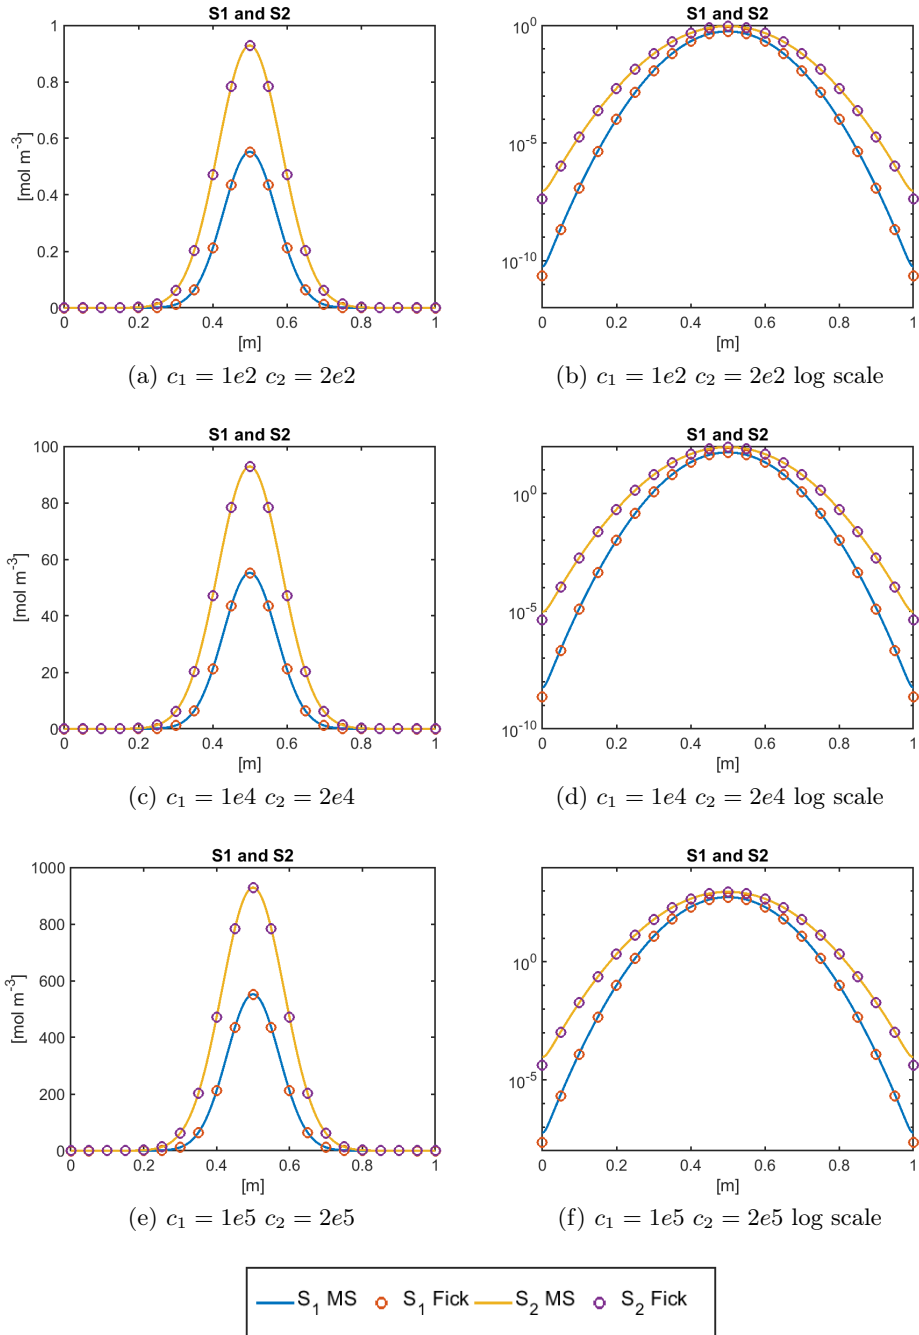 S1 and S2
[mol m⁻³]
1
0.8
0.6
0.4
0.2
0
0 0.2 0.4 0.6 0.8 1
[m]
(a) c₁ = 1e2 c₂ = 2e2
S1 and S2
10⁰
10⁻⁵
10⁻¹⁰
0 0.2 0.4 0.6 0.8 1
[m]
(b) c₁ = 1e2 c₂ = 2e2 log scale
S1 and S2
[mol m⁻³]
100
80
60
40
20
0
0 0.2 0.4 0.6 0.8 1
[m]
(c) c₁ = 1e4 c₂ = 2e4
S1 and S2
10⁰
10⁻⁵
10⁻¹⁰
0 0.2 0.4 0.6 0.8 1
[m]
(d) c₁ = 1e4 c₂ = 2e4 log scale
S1 and S2
[mol m⁻³]
1000
800
600
400
200
0
0 0.2 0.4 0.6 0.8 1
[m]
(e) c₁ = 1e5 c₂ = 2e5
S1 and S2
10⁰
10⁻⁵
0 0.2 0.4 0.6 0.8 1
[m]
(f) c₁ = 1e5 c₂ = 2e5 log scale
S₁ MS S₁ Fick S₂ MS S₂ Fick